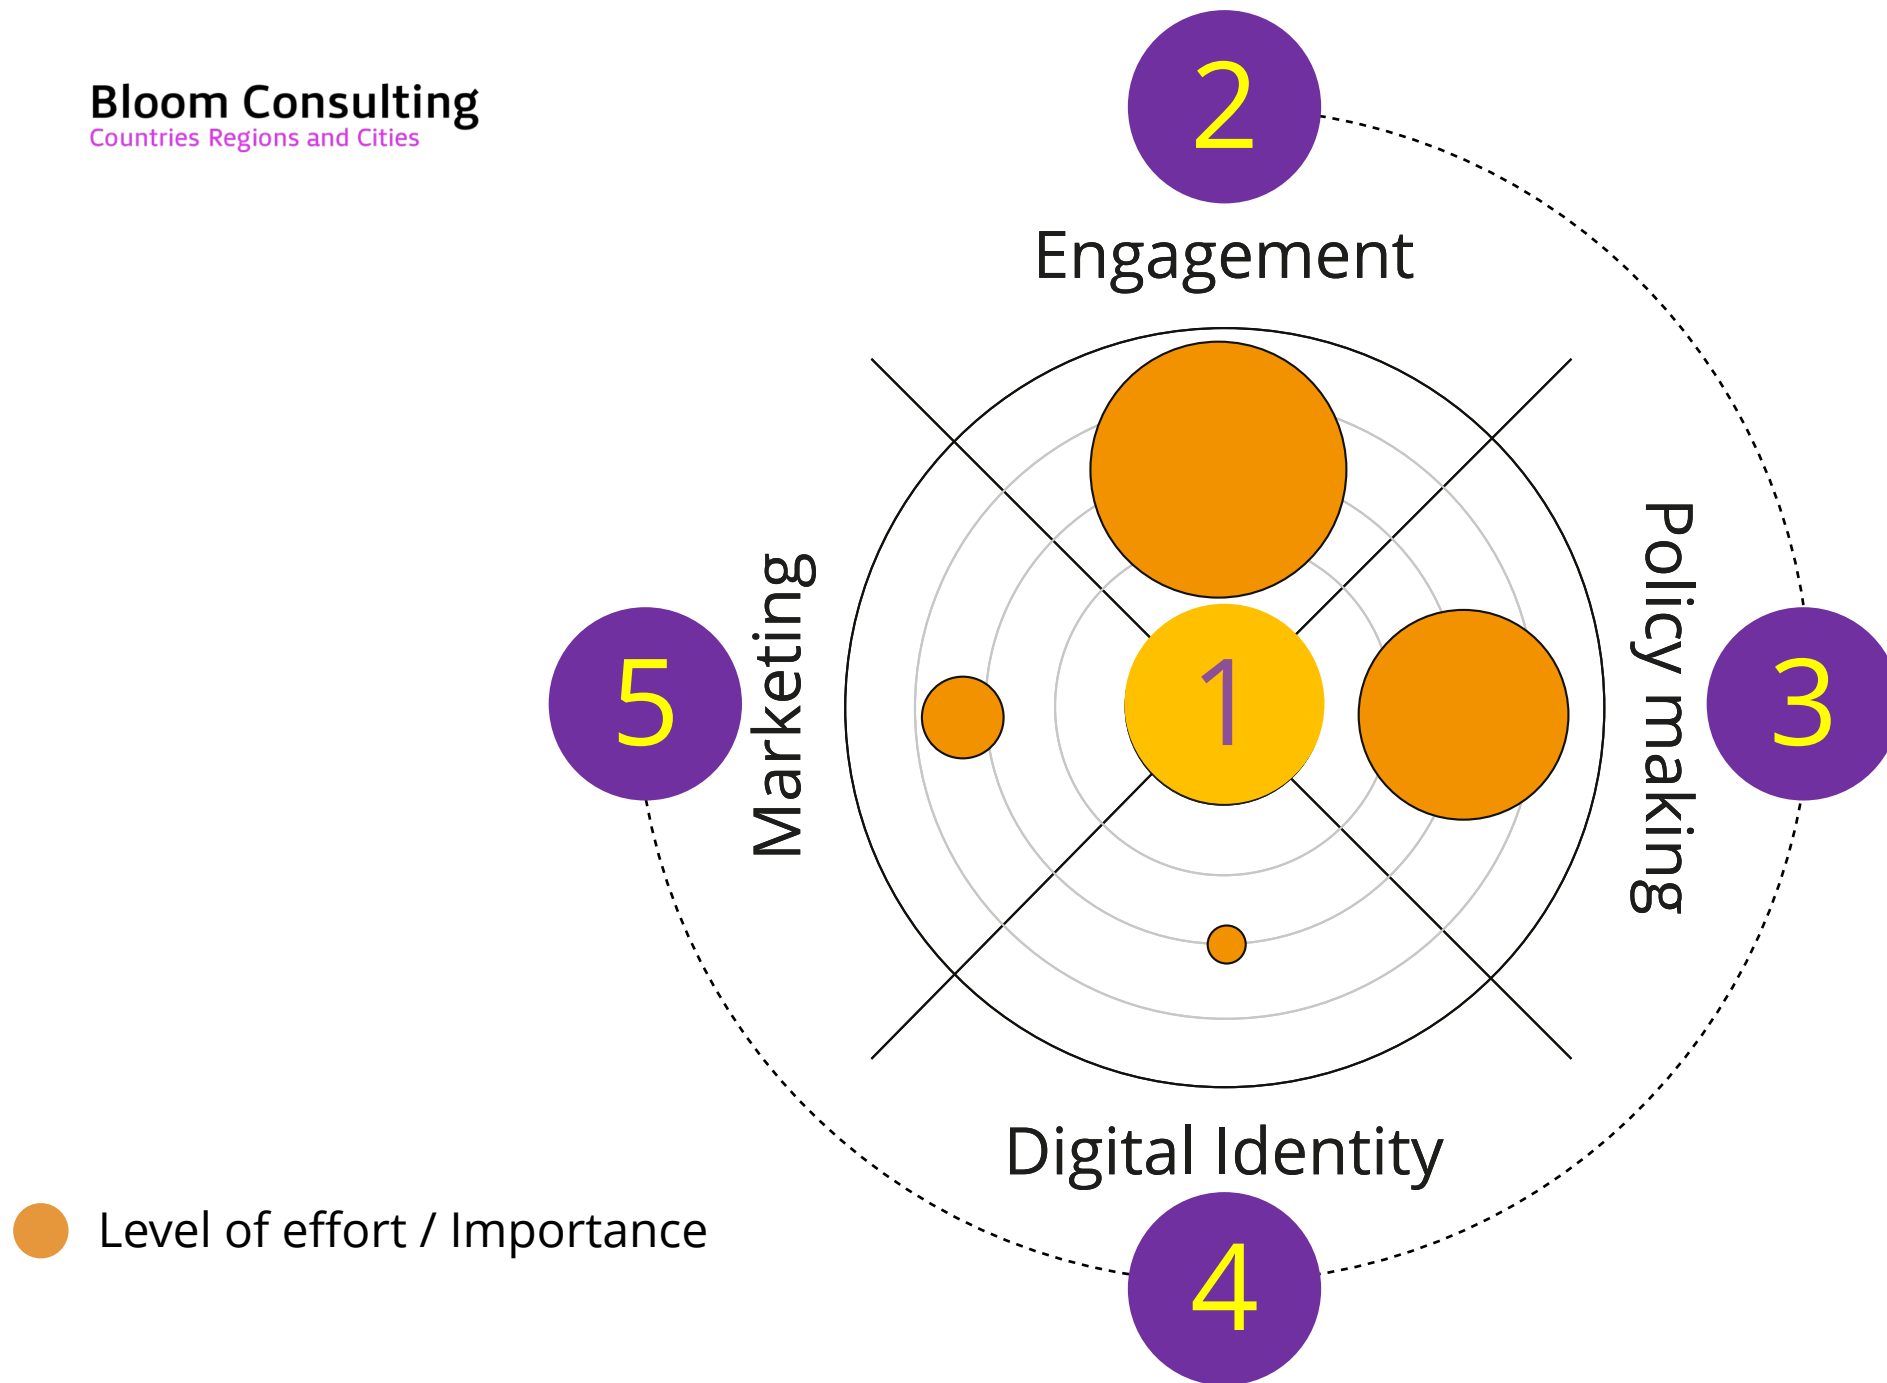 Bloom Consulting
Countries Regions and Cities
2
Engagement
Policy making
3
1
Marketing
5
Digital Identity
4
Level of effort / Importance